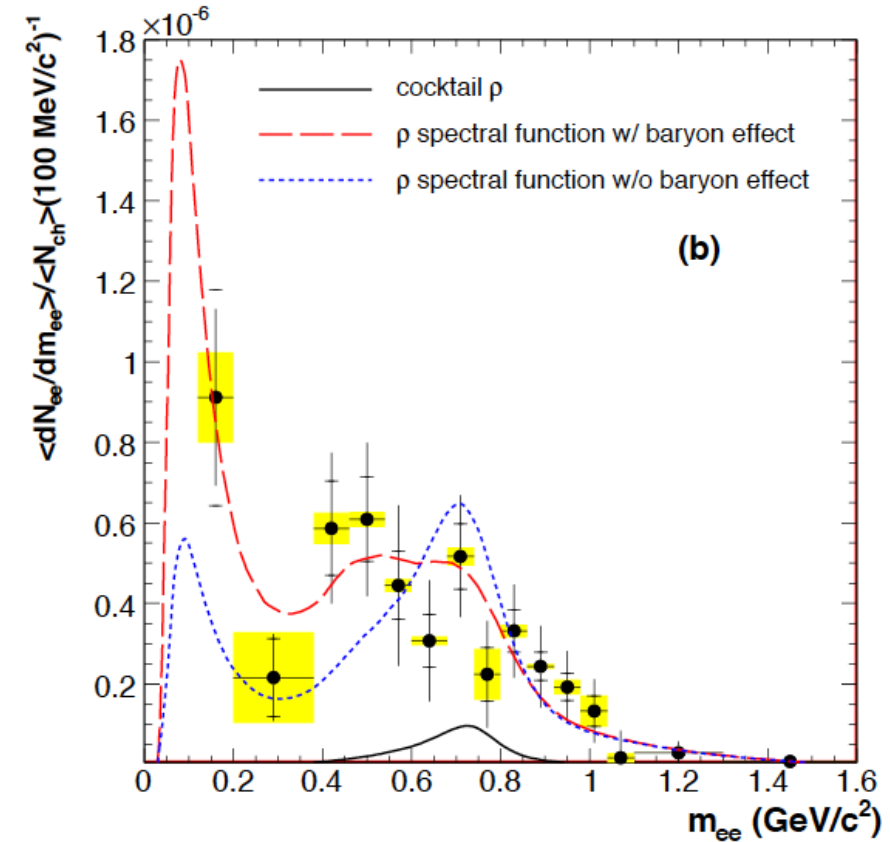 ×10⁻⁶
<dN_ee/dm_ee>/<N_ch>(100 MeV/c²)⁻¹
1.8
1.6
1.4
1.2
1
0.8
0.6
0.4
0.2
cocktail ρ
ρ spectral function w/ baryon effect
ρ spectral function w/o baryon effect
(b)
0 0.2 0.4 0.6 0.8 1 1.2 1.4 1.6
m_ee (GeV/c²)